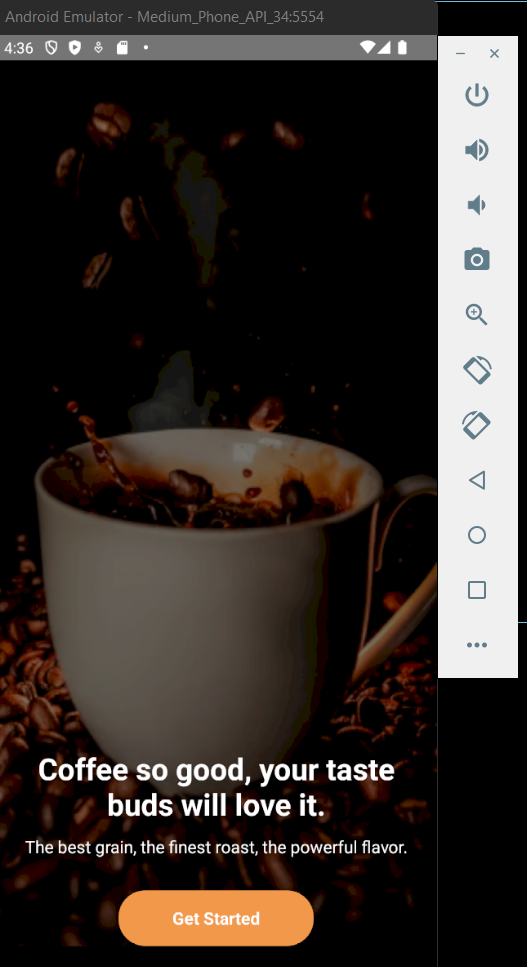 Android Emulator - Medium_Phone_API_34:5554
4:36
Coffee so good, your taste
buds will love it.
The best grain, the finest roast, the powerful flavor.
Get Started